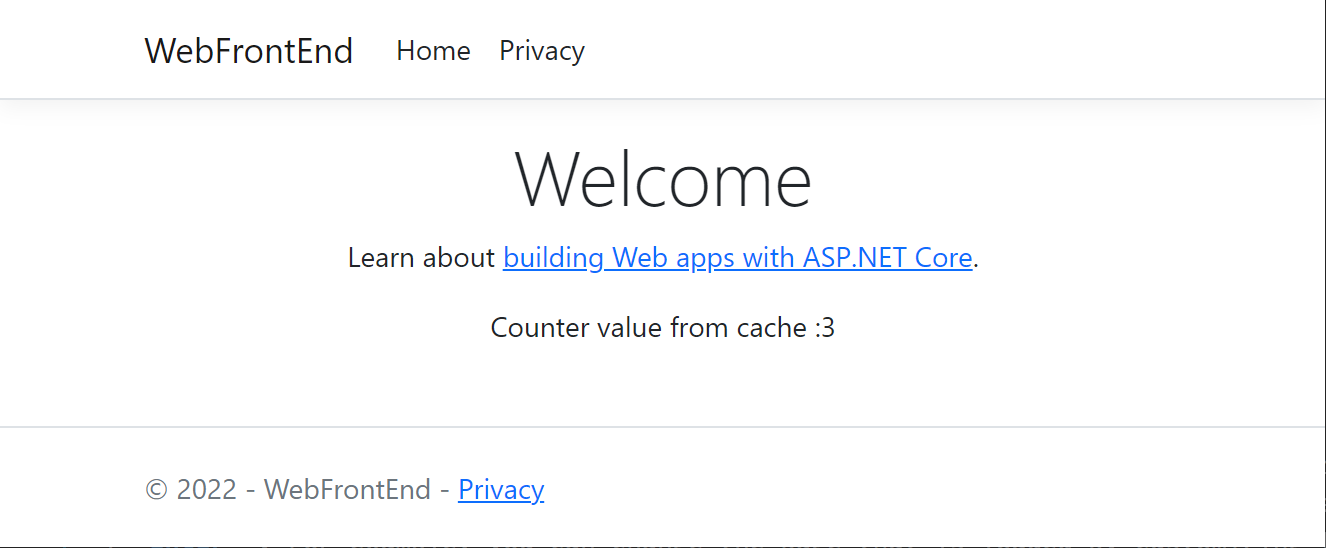 WebFrontEnd Home Privacy
Welcome
Learn about building Web apps with ASP.NET Core.
Counter value from cache :3
© 2022 - WebFrontEnd - Privacy